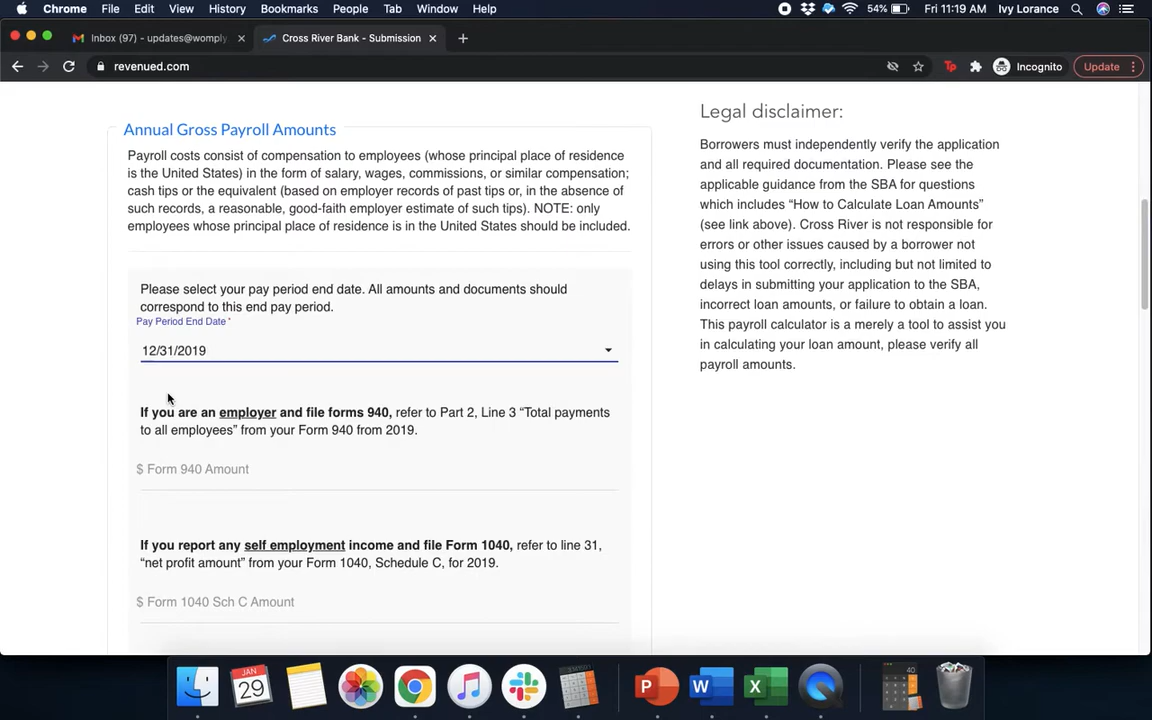 Chrome File Edit View History Bookmarks People Tab Window Help 54% Fri 11:19 AM Ivy Lorance
Inbox (97) - updates@womply
Cross River Bank - Submission
revenued.com Incognito Update
Annual Gross Payroll Amounts
Payroll costs consist of compensation to employees (whose principal place of residence
is the United States) in the form of salary, wages, commissions, or similar compensation;
cash tips or the equivalent (based on employer records of past tips or, in the absence of
such records, a reasonable, good-faith employer estimate of such tips). NOTE: only
employees whose principal place of residence is in the United States should be included.
Please select your pay period end date. All amounts and documents should
correspond to this end pay period.
Pay Period End Date *
12/31/2019
If you are an employer and file forms 940, refer to Part 2, Line 3 “Total payments
to all employees” from your Form 940 from 2019.
$ Form 940 Amount
If you report any self employment income and file Form 1040, refer to line 31,
“net profit amount” from your Form 1040, Schedule C, for 2019.
$ Form 1040 Sch C Amount
Legal disclaimer:
Borrowers must independently verify the application
and all required documentation. Please see the
applicable guidance from the SBA for questions
which includes “How to Calculate Loan Amounts”
(see link above). Cross River is not responsible for
errors or other issues caused by a borrower not
using this tool correctly, including but not limited to
delays in submitting your application to the SBA,
incorrect loan amounts, or failure to obtain a loan.
This payroll calculator is a merely a tool to assist you
in calculating your loan amount, please verify all
payroll amounts.
JAN
29
P
W
X
40